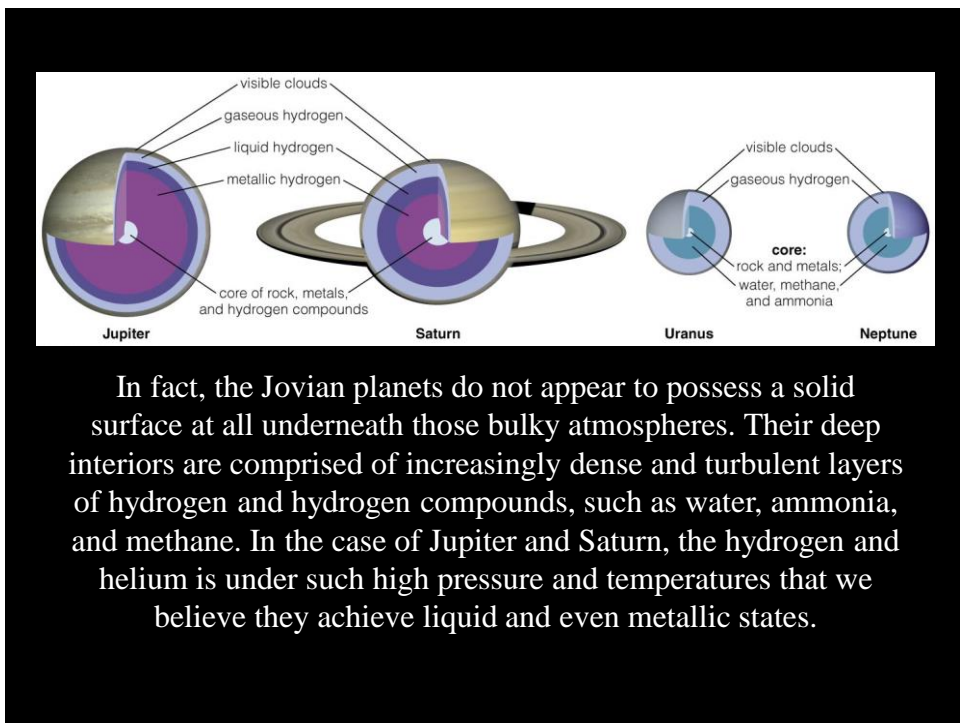 visible clouds
gaseous hydrogen
liquid hydrogen
metallic hydrogen
core of rock, metals,
and hydrogen compounds
Jupiter
Saturn
visible clouds
gaseous hydrogen
core:
rock and metals;
water, methane,
and ammonia
Uranus
Neptune
In fact, the Jovian planets do not appear to possess a solid
surface at all underneath those bulky atmospheres. Their deep
interiors are comprised of increasingly dense and turbulent layers
of hydrogen and hydrogen compounds, such as water, ammonia,
and methane. In the case of Jupiter and Saturn, the hydrogen and
helium is under such high pressure and temperatures that we
believe they achieve liquid and even metallic states.